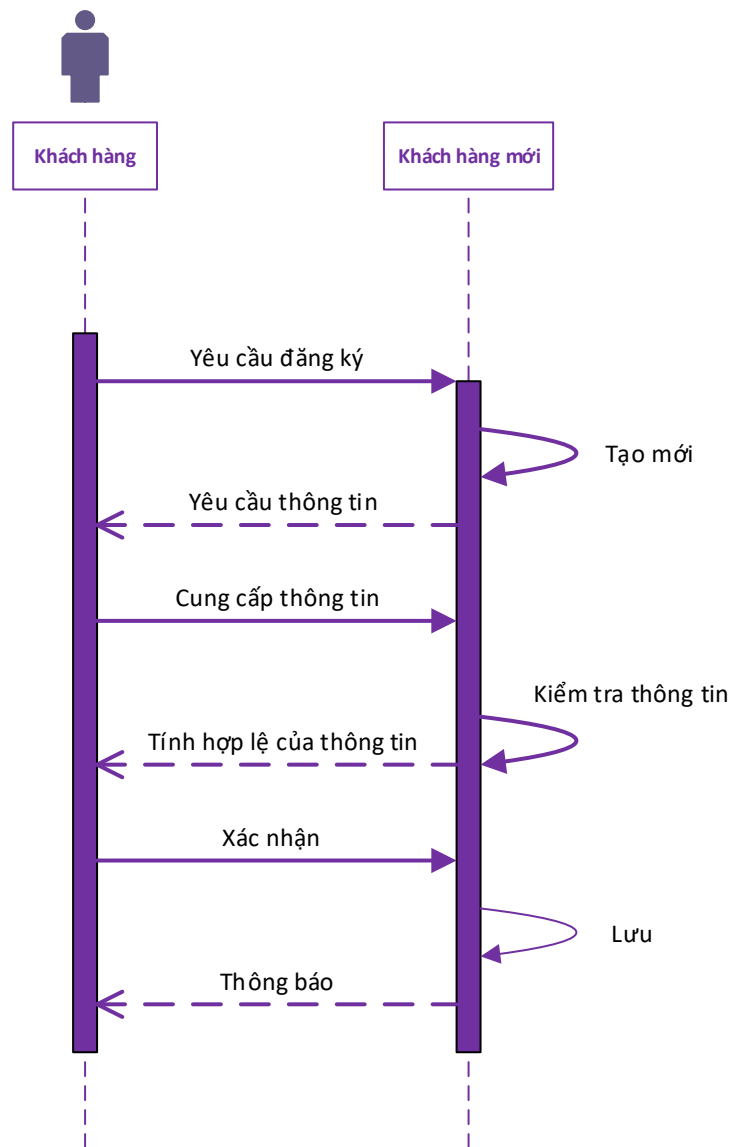 Khách hàng
Khách hàng mới
Yêu cầu đăng ký
Tạo mới
Yêu cầu thông tin
Cung cấp thông tin
Kiểm tra thông tin
Tính hợp lệ của thông tin
Xác nhận
Lưu
Thông báo